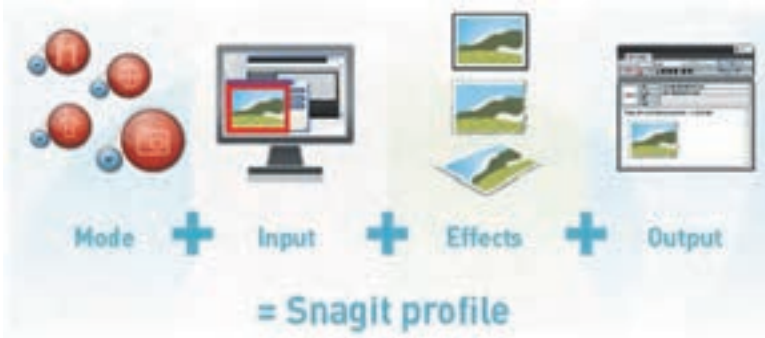 Mode + Input + Effects + Output
= Snagit profile